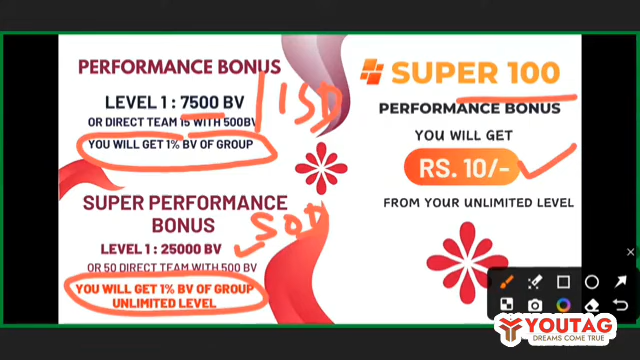 PERFORMANCE BONUS
LEVEL 1 : 7500 BV
OR DIRECT TEAM 15 WITH 500BV
YOU WILL GET 1% BV OF GROUP
SUPER PERFORMANCE
BONUS
LEVEL 1 : 25000 BV
OR 50 DIRECT TEAM WITH 500 BV
YOU WILL GET 1% BV OF GROUP
UNLIMITED LEVEL
SUPER 100
PERFORMANCE BONUS
YOU WILL GET
RS. 10/-
FROM YOUR UNLIMITED LEVEL
YOUTAG
DREAMS COME TRUE